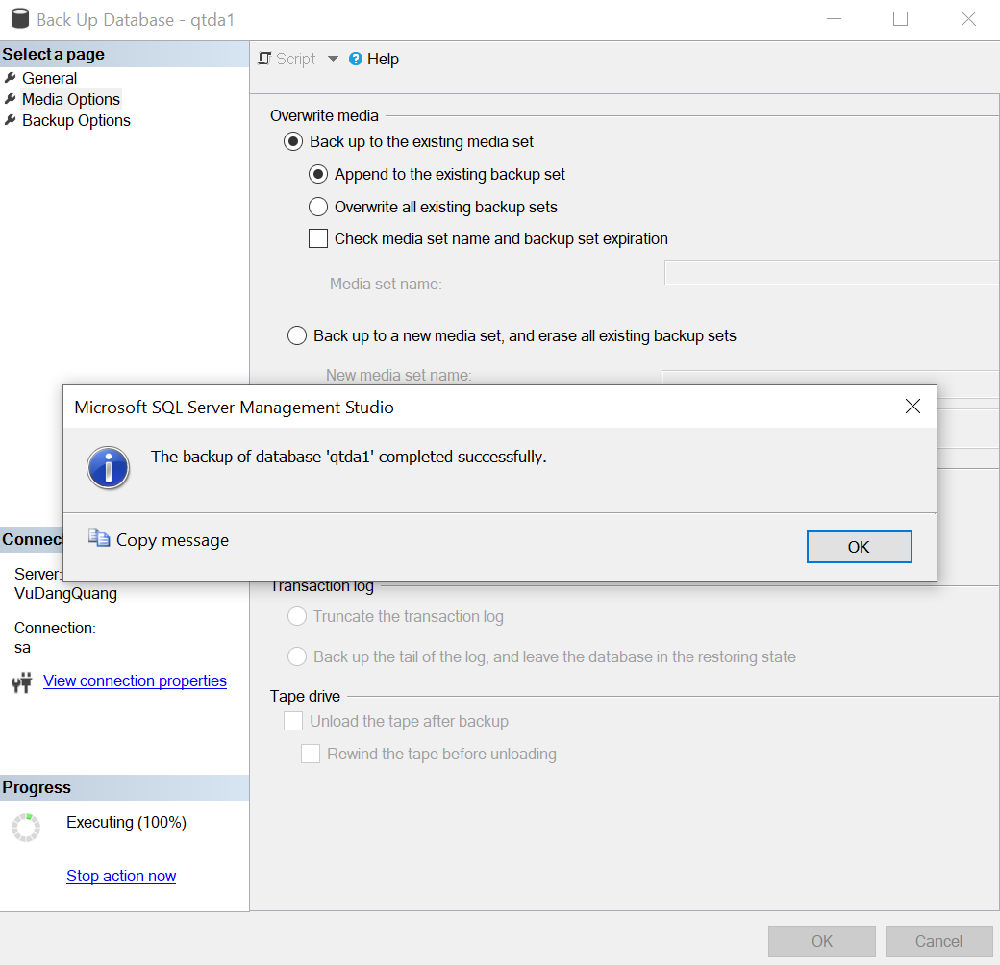 Back Up Database - qtda1
Select a page
General
Media Options
Backup Options
Script
Help
Overwrite media
Back up to the existing media set
Append to the existing backup set
Overwrite all existing backup sets
Check media set name and backup set expiration
Media set name:
Back up to a new media set, and erase all existing backup sets
New media set name:
Microsoft SQL Server Management Studio
The backup of database 'qtda1' completed successfully.
Copy message
OK
Connec
Server:
VuDangQuang
Connection:
sa
View connection properties
Transaction log
Truncate the transaction log
Back up the tail of the log, and leave the database in the restoring state
Tape drive
Unload the tape after backup
Rewind the tape before unloading
Progress
Executing (100%)
Stop action now
OK
Cancel